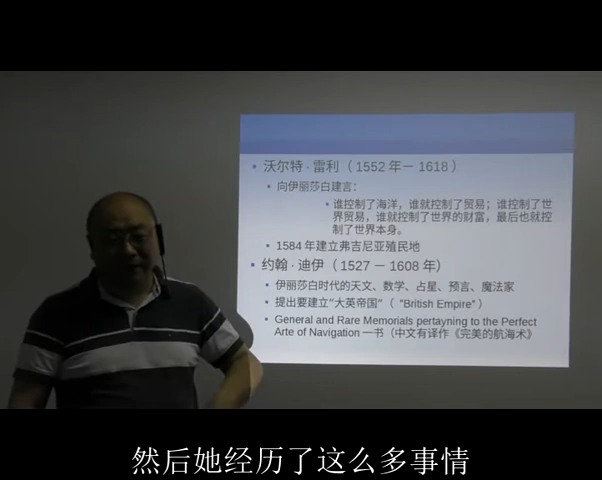 沃尔特·雷利（1552 年－ 1618 ）
向伊丽莎白建言：
谁控制了海洋，谁就控制了贸易；谁控制了世
界贸易，谁就控制了世界的财富，最后也就控
制了世界本身。
1584 年建立弗吉尼亚殖民地
约翰·迪伊（1527 － 1608 年）
伊丽莎白时代的天文、数学、占星、预言、魔法家
提出要建立"大英帝国"（ "British Empire"）
General and Rare Memorials pertayning to the Perfect
Arte of Navigation 一书（中文有译作《完美的航海术》
然后她经历了这么多事情